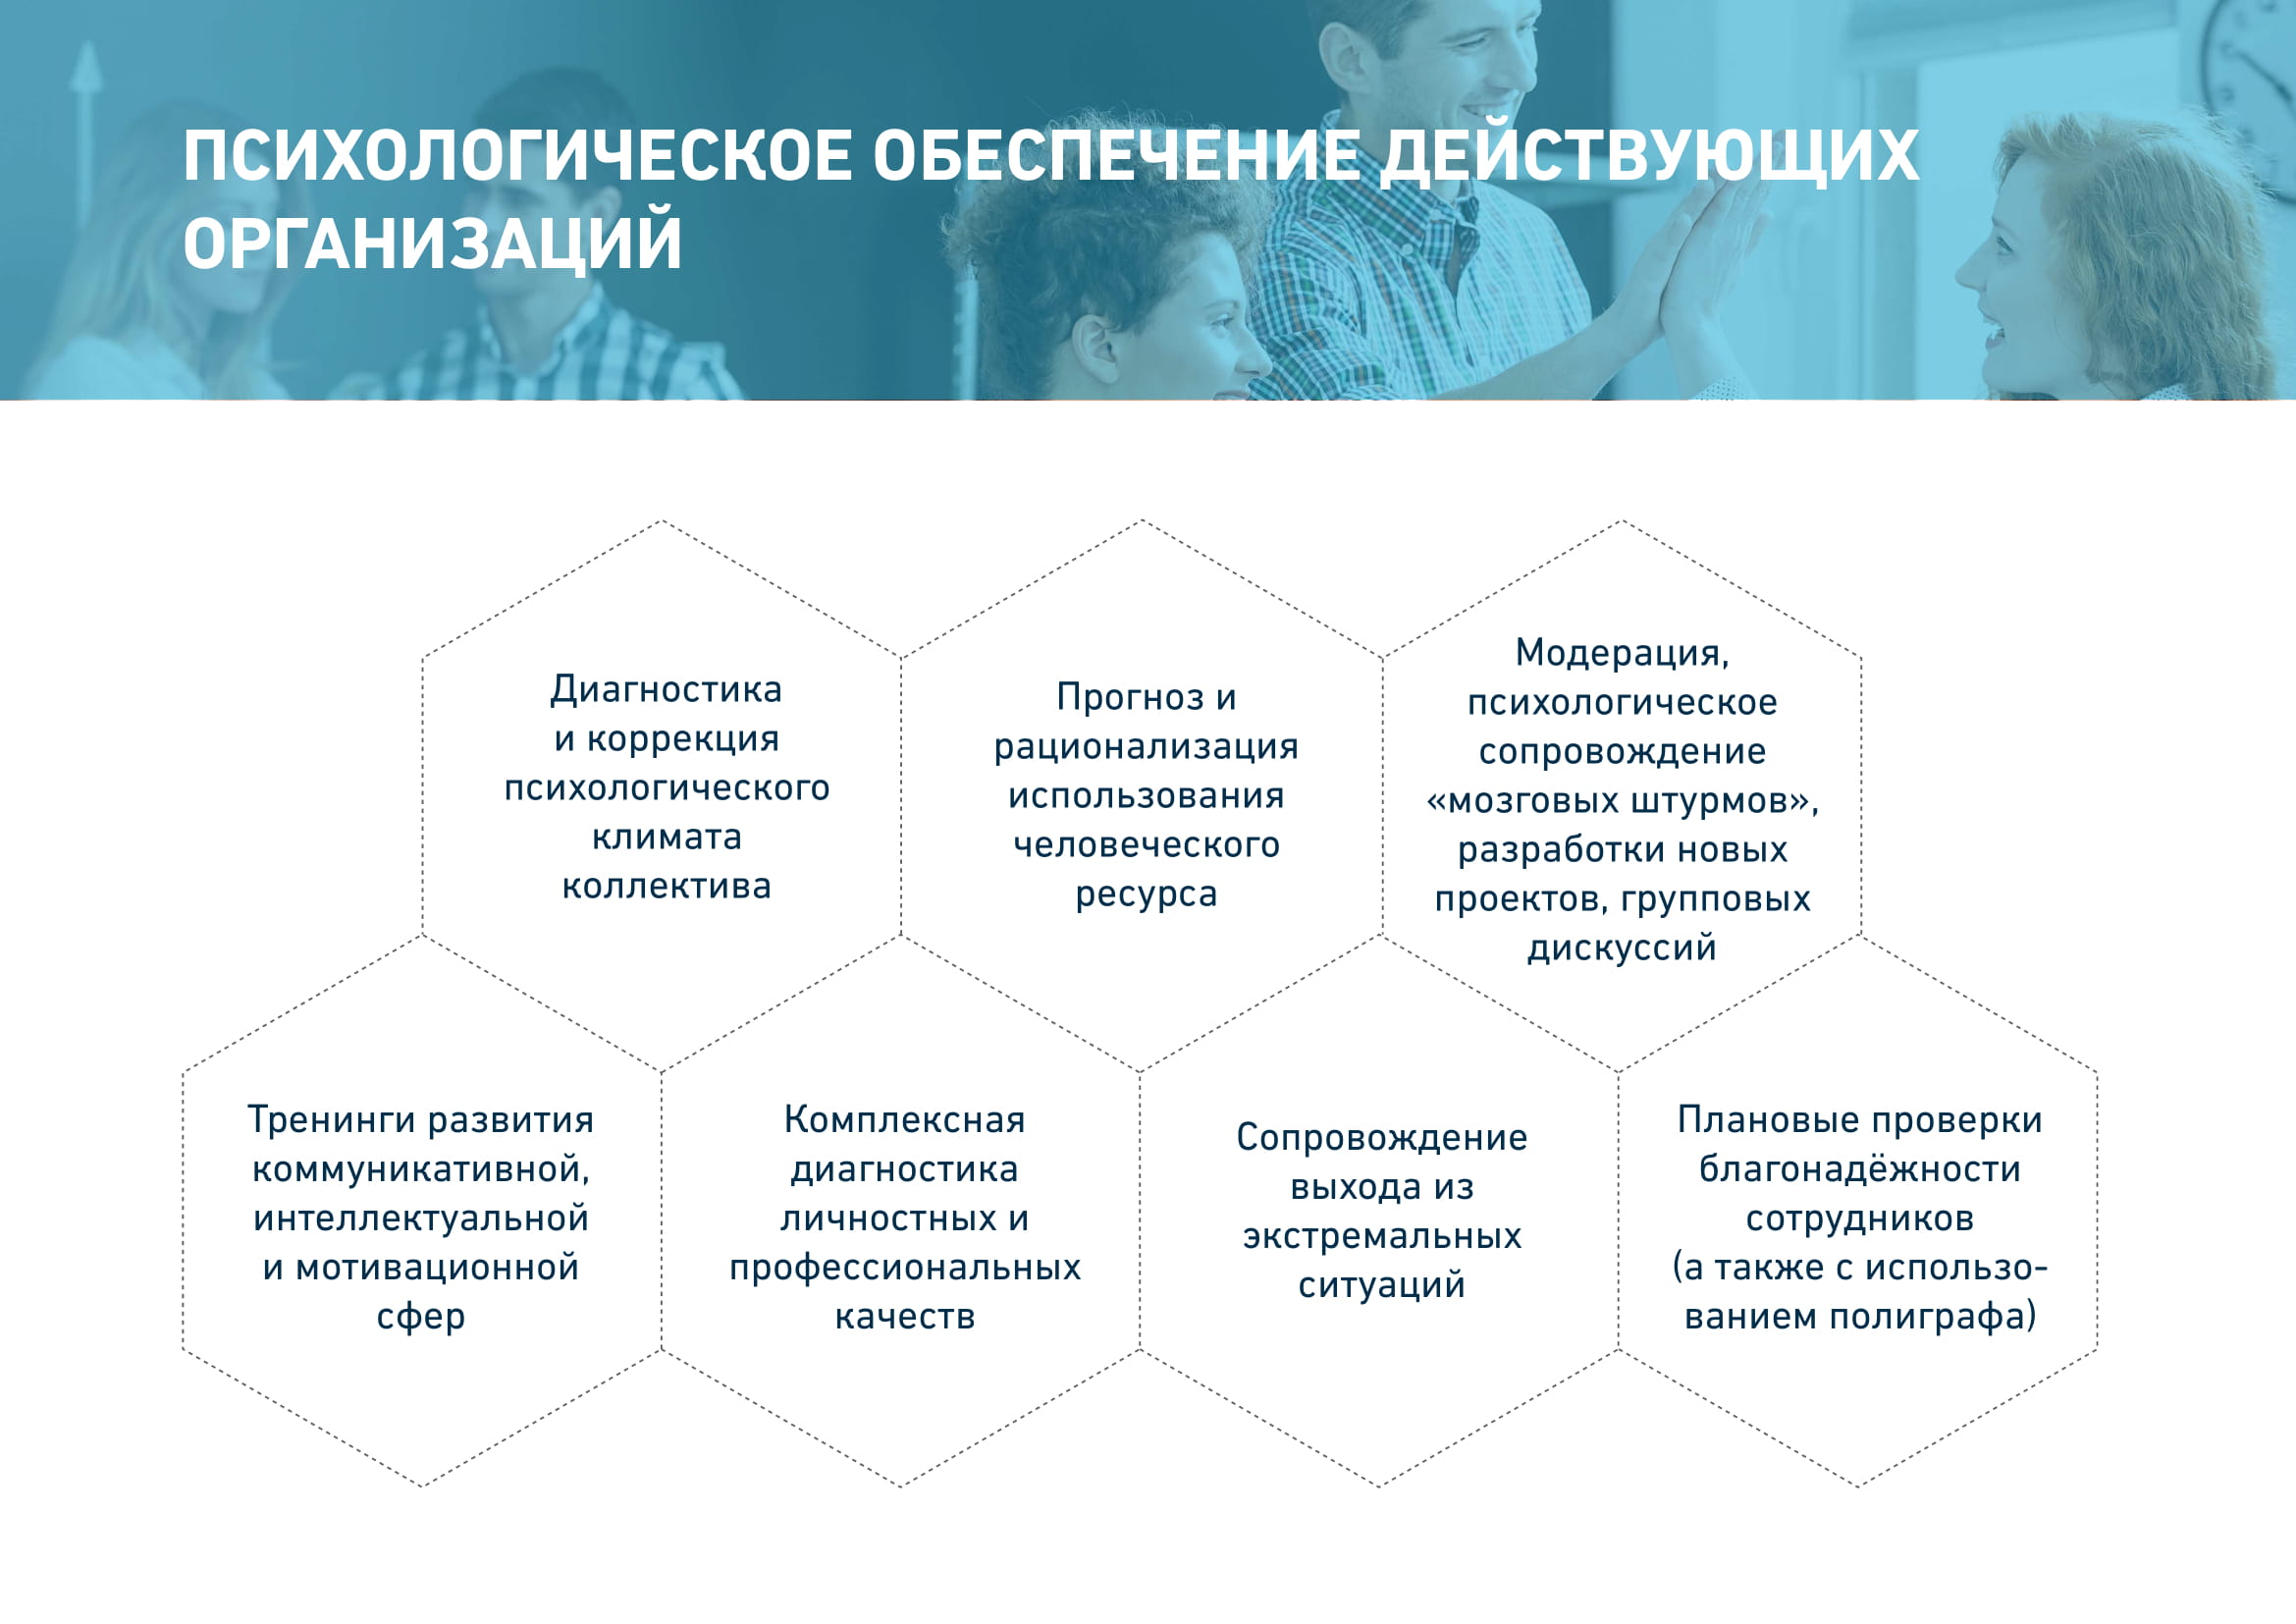 ПСИХОЛОГИЧЕСКОЕ ОБЕСПЕЧЕНИЕ ДЕЙСТВУЮЩИХ
ОРГАНИЗАЦИЙ
Диагностика
и коррекция
психологического
климата
коллектива
Прогноз и
рационализация
использования
человеческого
ресурса
Модерация,
психологическое
сопровождение
«мозговых штурмов»,
разработки новых
проектов, групповых
дискуссий
Тренинги развития
коммуникативной,
интеллектуальной
и мотивационной
сфер
Комплексная
диагностика
личностных и
профессиональных
качеств
Сопровождение
выхода из
экстремальных
ситуаций
Плановые проверки
благонадёжности
сотрудников
(а также с использо-
ванием полиграфа)